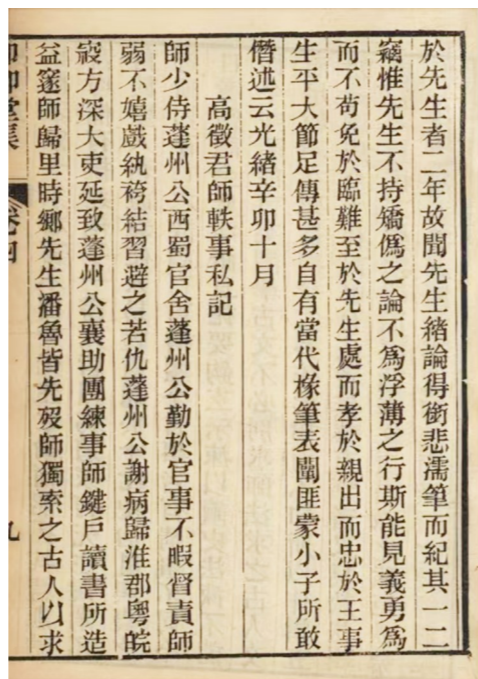 於先生者二年故聞先生緒論得銜悲濡筆而紀其一二
竊惟先生不持矯僞之論不爲浮薄之行斯能見義勇爲
而不苟免於臨難至於先生處而孝於親出而忠於王事
生平大節足傳甚多自有當代椽筆表闡匪蒙小子所敢
僭述云光緒辛卯十月
高徵君師軼事私記
師少侍蓬州公西蜀官舍蓬州公勤於官事不暇督責師
弱不嬉戲紈袴結習避之若仇蓬州公謝病歸淮郡粵皖
寇方深大吏延致蓬州公襄助團練事師鍵戶讀書所造
益邃師歸里時鄉先生潘魯皆先歿師獨索之古人以求
卷四
九